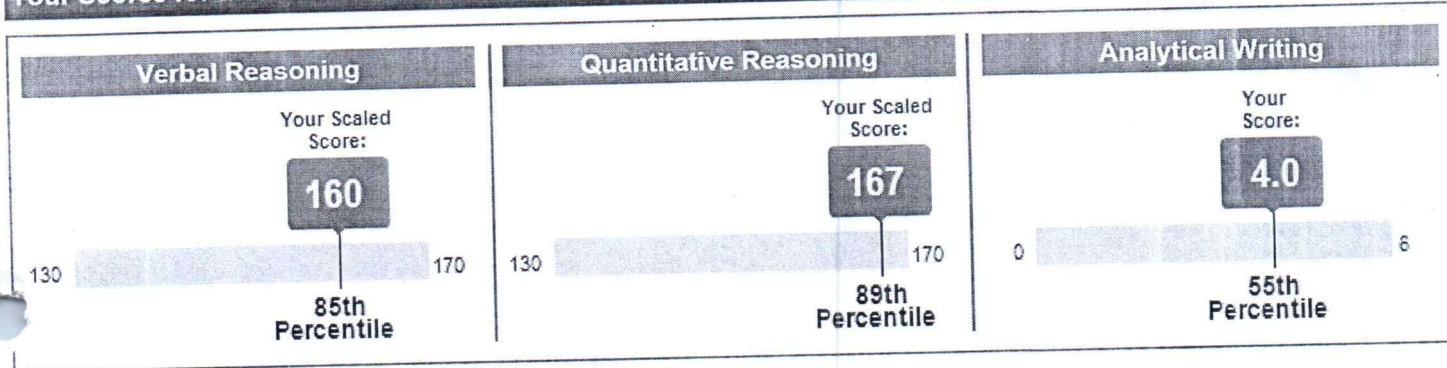 Verbal Reasoning
Your Scaled
Score:
160
130
170
85th
Percentile
Quantitative Reasoning
Your Scaled
Score:
167
130
170
89th
Percentile
Analytical Writing
Your
Score:
4.0
0
6
55th
Percentile